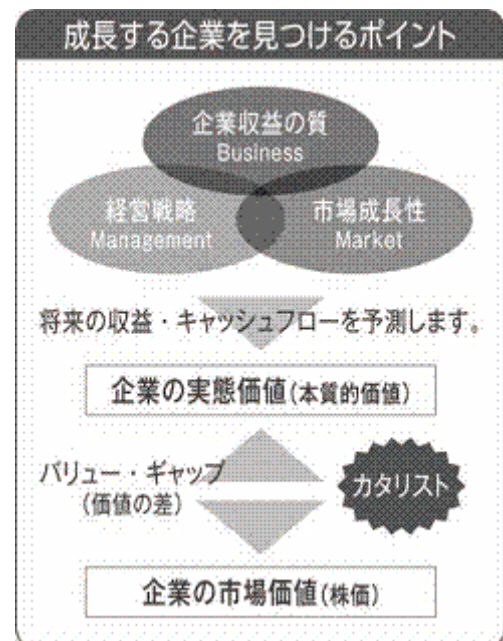 成長する企業を見つけるポイント
企業収益の質
Business
経営戦略
Management
市場成長性
Market
将来の収益・キャッシュフローを予測します。
企業の実態価値(本質的価値)
バリュー・ギャップ
(価値の差)
カタリスト
企業の市場価値(株価)